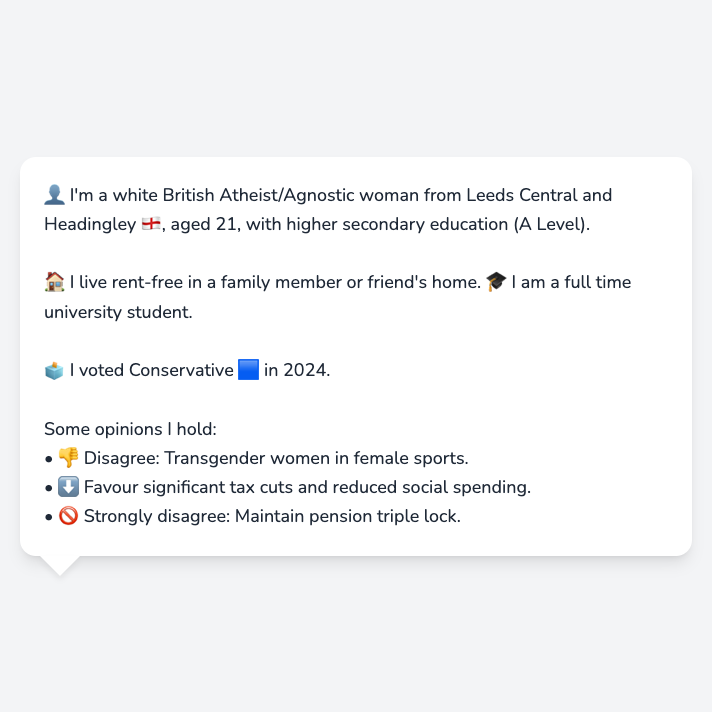 👤 I'm a white British Atheist/Agnostic woman from Leeds Central and
Headingley 🏴󠁧󠁢󠁥󠁮󠁧󠁿, aged 21, with higher secondary education (A Level).
🏠 I live rent-free in a family member or friend's home. 🎓 I am a full time
university student.
🗳️ I voted Conservative 🟦 in 2024.
Some opinions I hold:
• 👎 Disagree: Transgender women in female sports.
• ⬇️ Favour significant tax cuts and reduced social spending.
• 🚫 Strongly disagree: Maintain pension triple lock.